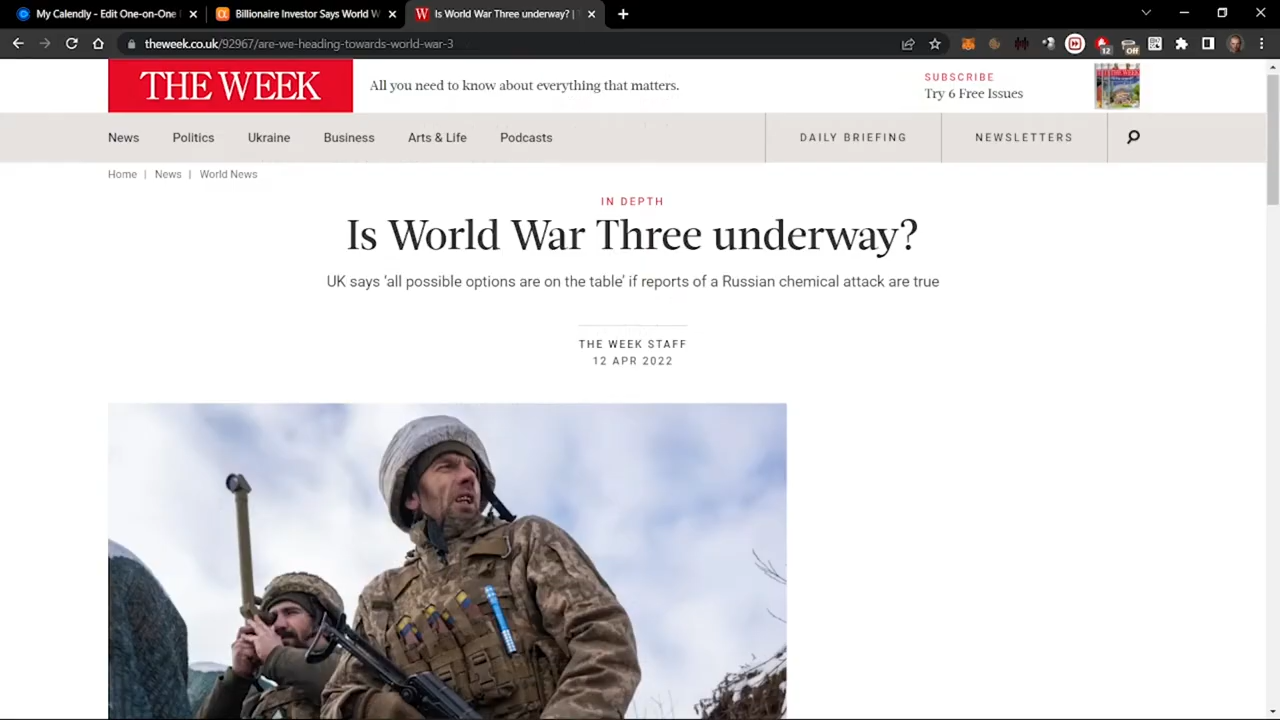 My Calendly - Edit One-on-One
Billionaire Investor Says World W
Is World War Three underway? |
theweek.co.uk/92967/are-we-heading-towards-world-war-3
12
Off
THE WEEK
All you need to know about everything that matters.
SUBSCRIBE
Try 6 Free Issues
THE WEEK
News
Politics
Ukraine
Business
Arts & Life
Podcasts
DAILY BRIEFING
NEWSLETTERS
Home | News | World News
IN DEPTH
Is World War Three underway?
UK says ‘all possible options are on the table’ if reports of a Russian chemical attack are true
THE WEEK STAFF
12 APR 2022